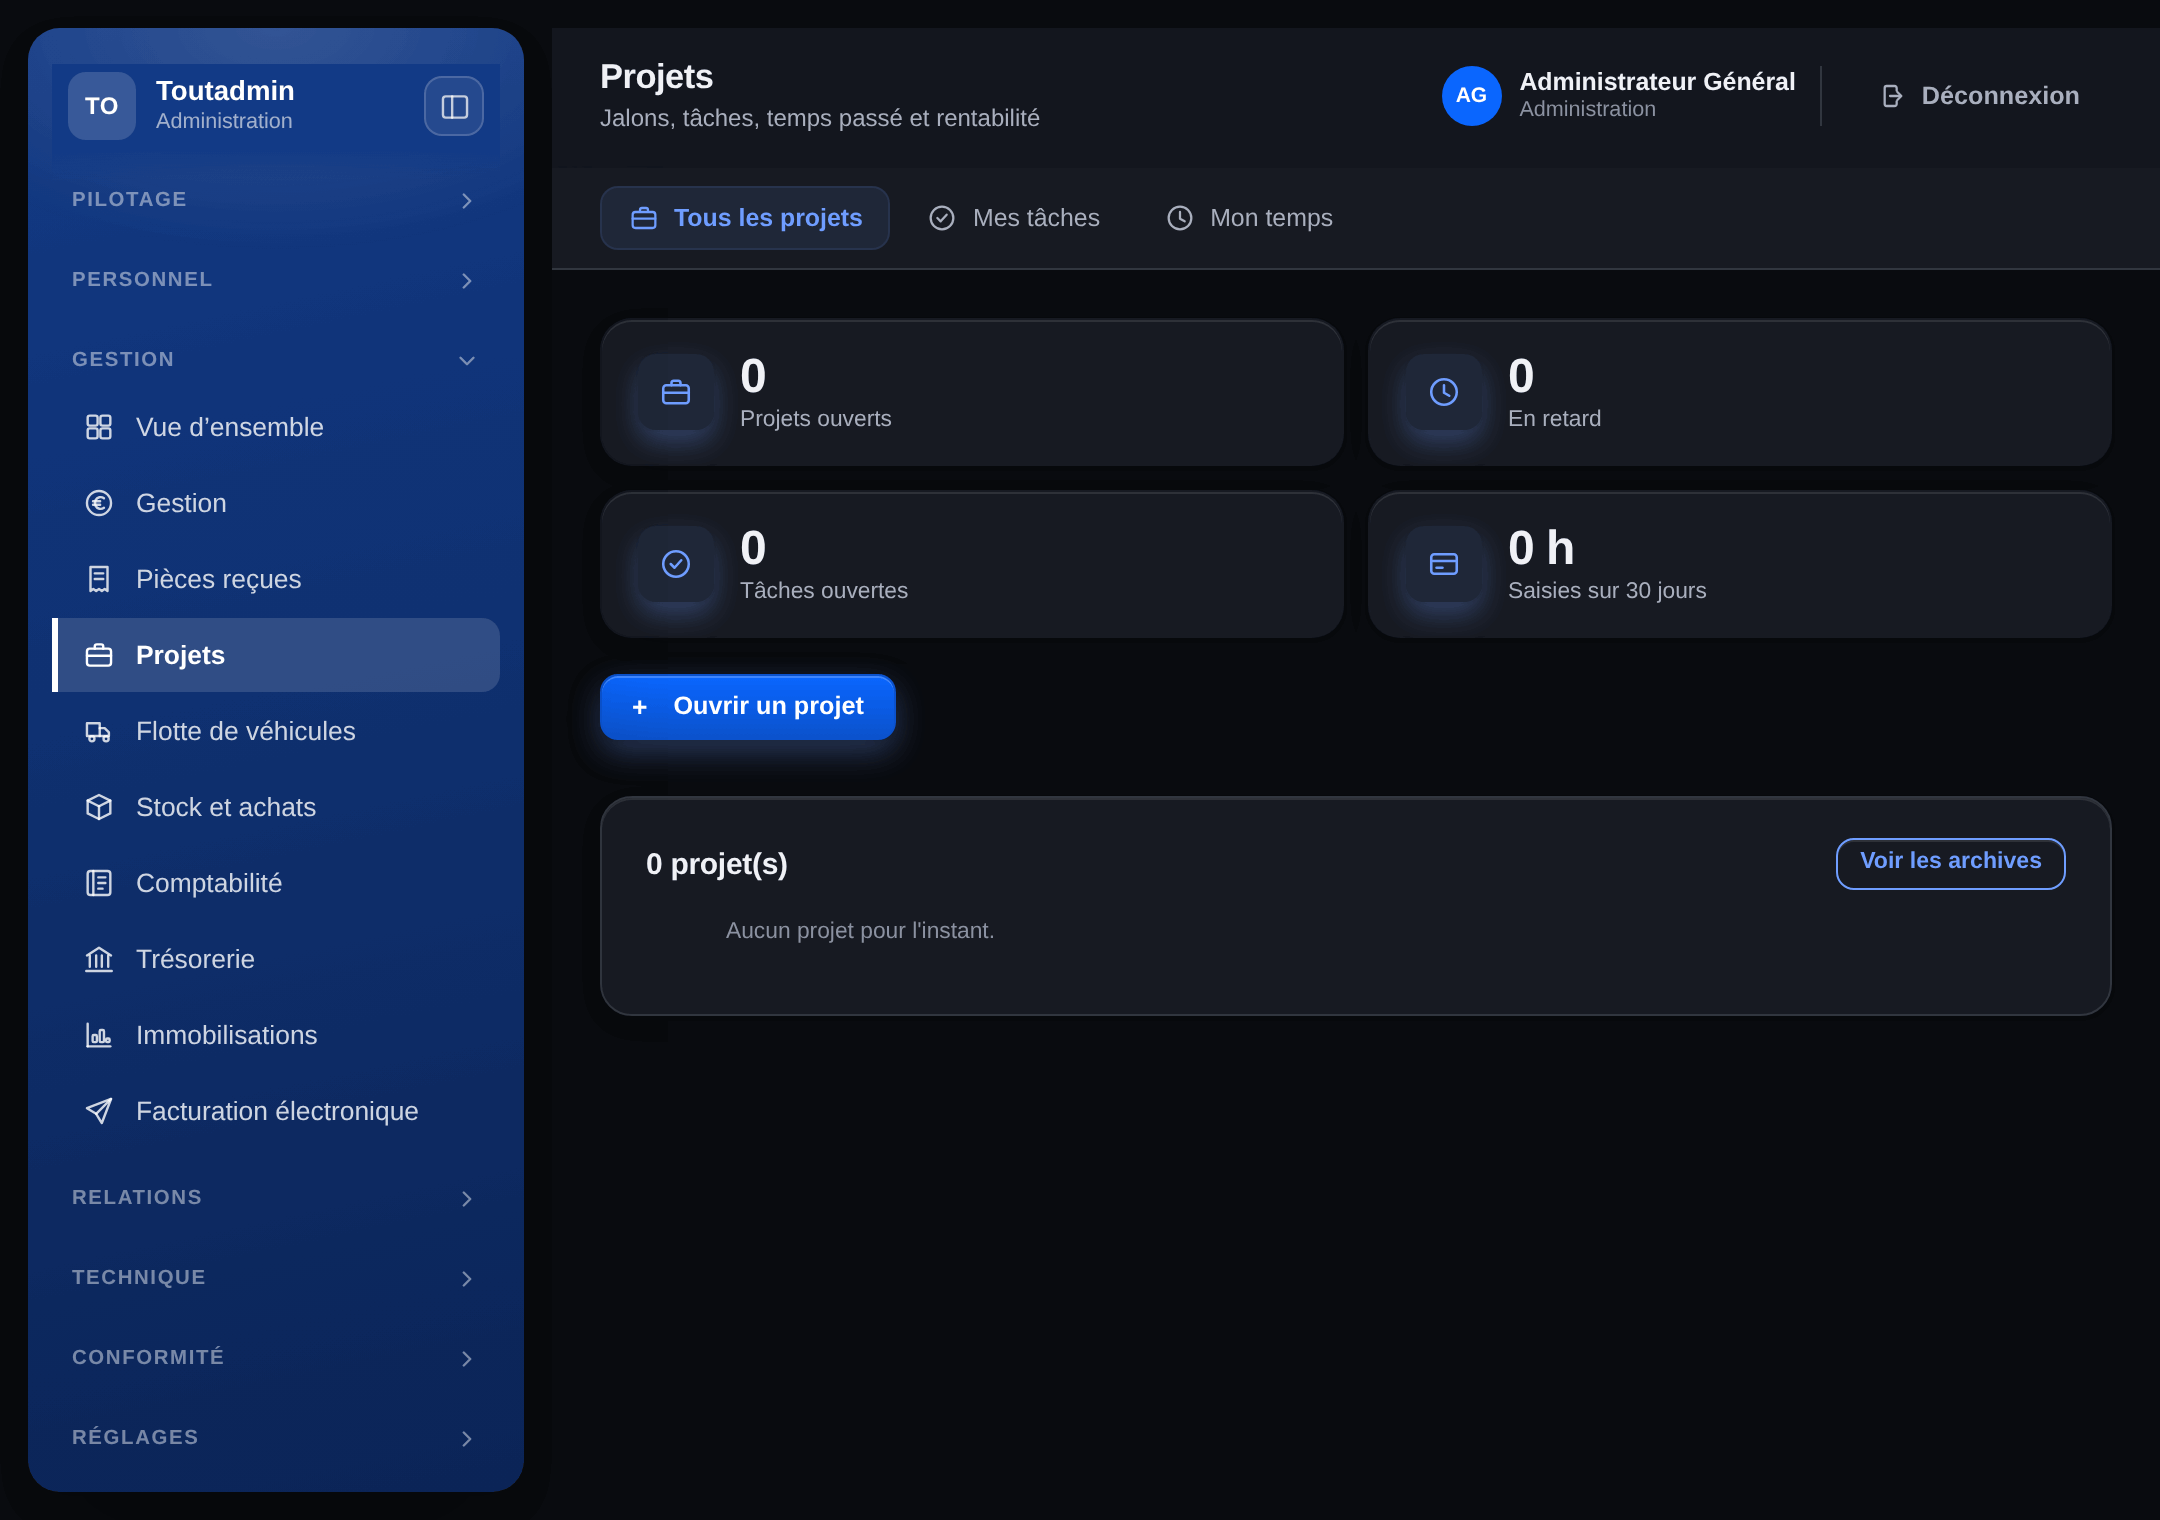 TO
Toutadmin
Administration
PILOTAGE
PERSONNEL
GESTION
Vue d’ensemble
Gestion
Pièces reçues
Projets
Flotte de véhicules
Stock et achats
Comptabilité
Trésorerie
Immobilisations
Facturation électronique
RELATIONS
TECHNIQUE
CONFORMITÉ
RÉGLAGES
Projets
Jalons, tâches, temps passé et rentabilité
AG
Administrateur Général
Administration
Déconnexion
Tous les projets
Mes tâches
Mon temps
0
Projets ouverts
0
En retard
0
Tâches ouvertes
0 h
Saisies sur 30 jours
+ Ouvrir un projet
0 projet(s)
Voir les archives
Aucun projet pour l'instant.